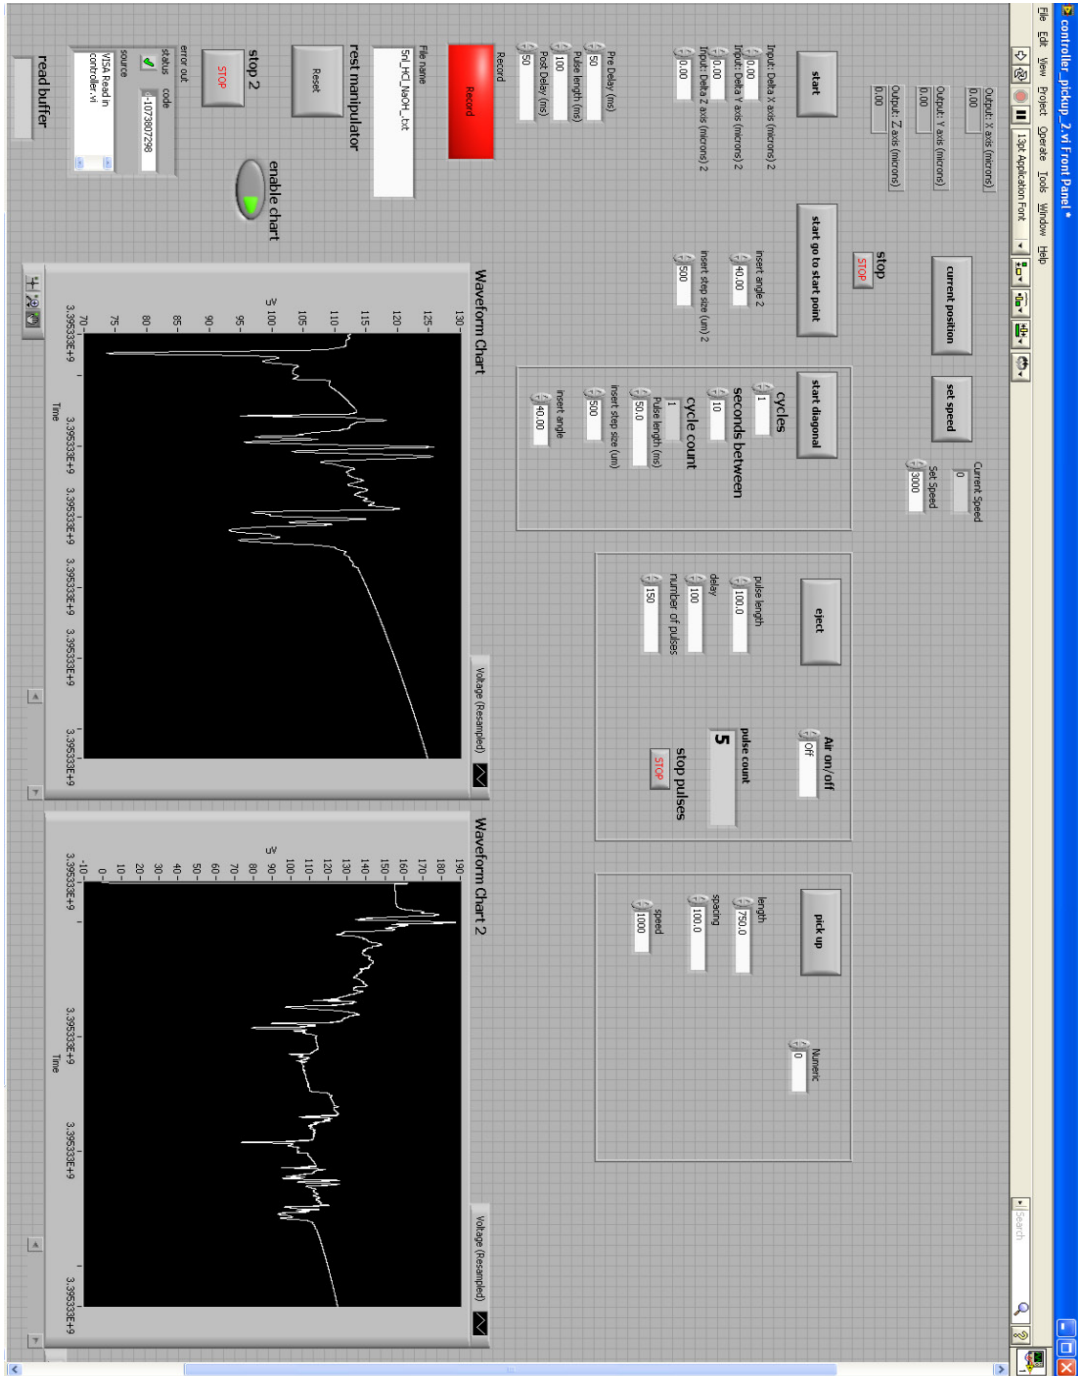 controller_pickup_2.vi Front Panel *
File Edit View Project Operate Tools Window Help
13pt Application Font
Search
Output: X axis (microns)
0.00
Output: Y axis (microns)
0.00
Output: Z axis (microns)
0.00
current position
set speed
Current Speed
0
Set Speed
3000
stop
STOP
start
start go to start point
start diagonal
eject
Air on/off
Off
pick up
Numeric
0
Input: Delta X axis (microns) 2
0.00
Input: Delta Y axis (microns) 2
0.00
Input: Delta Z axis (microns) 2
0.00
insert angle 2
40.00
insert step size (um) 2
500
cycles
1
seconds between
10
cycle count
1
Pulse length (ms)
50.0
insert step size (um)
500
insert angle
40.00
pulse length
100.0
delay
100
number of pulses
150
pulse count
5
stop pulses
STOP
length
750.0
spacing
100.0
speed
1000
Pre Delay (ms)
50
Pulse length (ms)
100
Post Delay (ms)
50
Record
Record
File name
5nl_HCl_NaOH_.txt
rest manipulator
Reset
stop 2
STOP
enable chart
error out
status code
-1073807298
source
VISA Read in
controller.vi
read buffer
Waveform Chart
Voltage (Resampled)
130
125
120
115
110
105
100
95
90
85
80
75
70
uV
3.395333E+9 3.395333E+9 3.395333E+9 3.395333E+9 3.395333E+9 3.395333E+9
Time
Waveform Chart 2
Voltage (Resampled)
190
180
170
160
150
140
130
120
110
100
90
80
70
60
50
40
30
20
10
0
-10
uV
3.395333E+9 3.395333E+9 3.395333E+9 3.395333E+9
Time